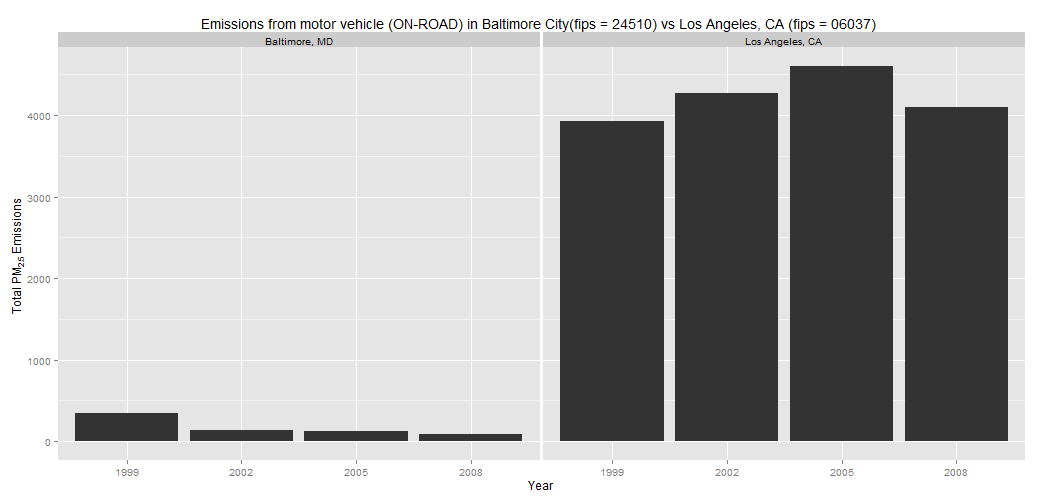 Emissions from motor vehicle (ON-ROAD) in Baltimore City(fips = 24510) vs Los Angeles, CA (fips = 06037)
Baltimore, MD
Los Angeles, CA
Total PM2.5 Emissions
4000
3000
2000
1000
0
1999
2002
2005
2008
1999
2002
2005
2008
Year